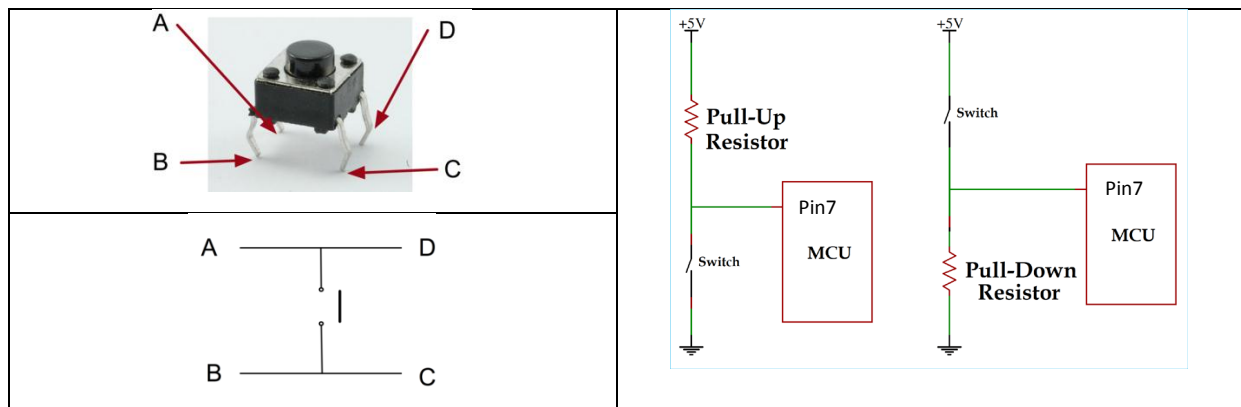 A
D
B
C
A
D
B
C
+5V
Pull-Up
Resistor
Pin7
MCU
Switch
+5V
Switch
Pin7
MCU
Pull-Down
Resistor